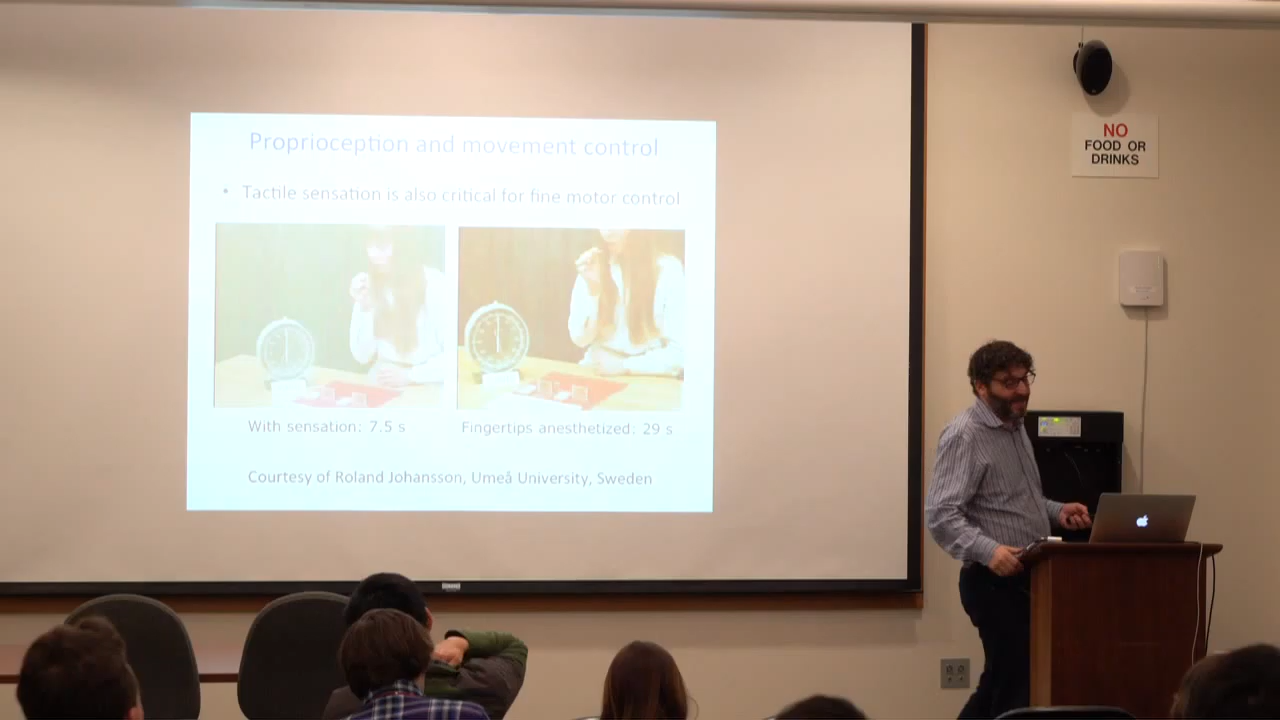 Proprioception and movement control
• Tactile sensation is also critical for fine motor control
With sensation: 7.5 s
Fingertips anesthetized: 29 s
Courtesy of Roland Johansson, Umeå University, Sweden
NO
FOOD OR
DRINKS